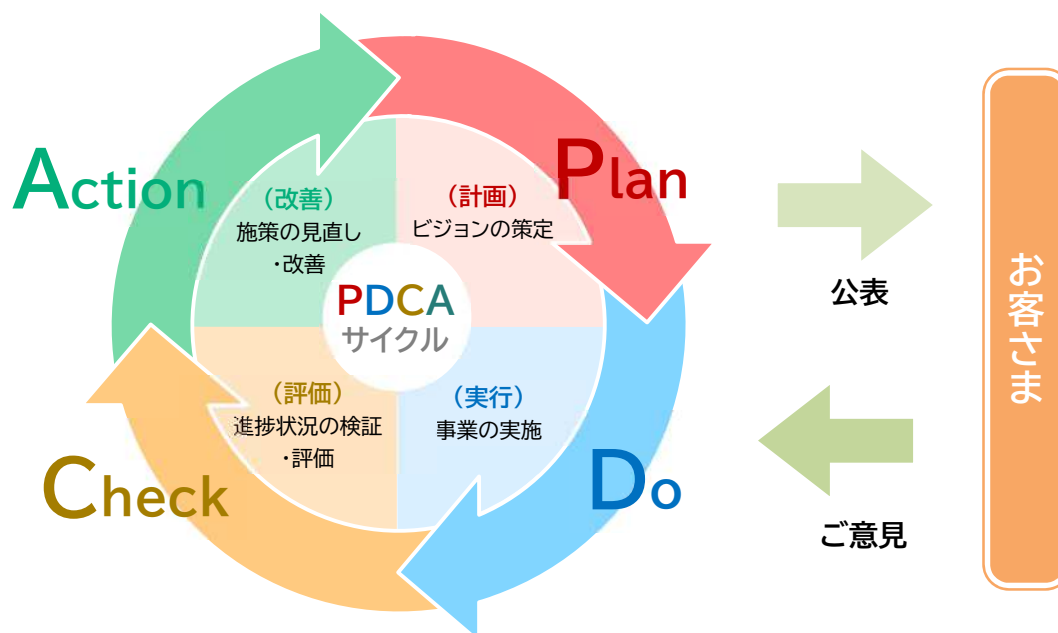 Plan
(計画)
ビジョンの策定
Do
(実行)
事業の実施
Check
(評価)
進捗状況の検証
・評価
Action
(改善)
施策の見直し
・改善
PDCA
サイクル
公表
ご意見
お客さま